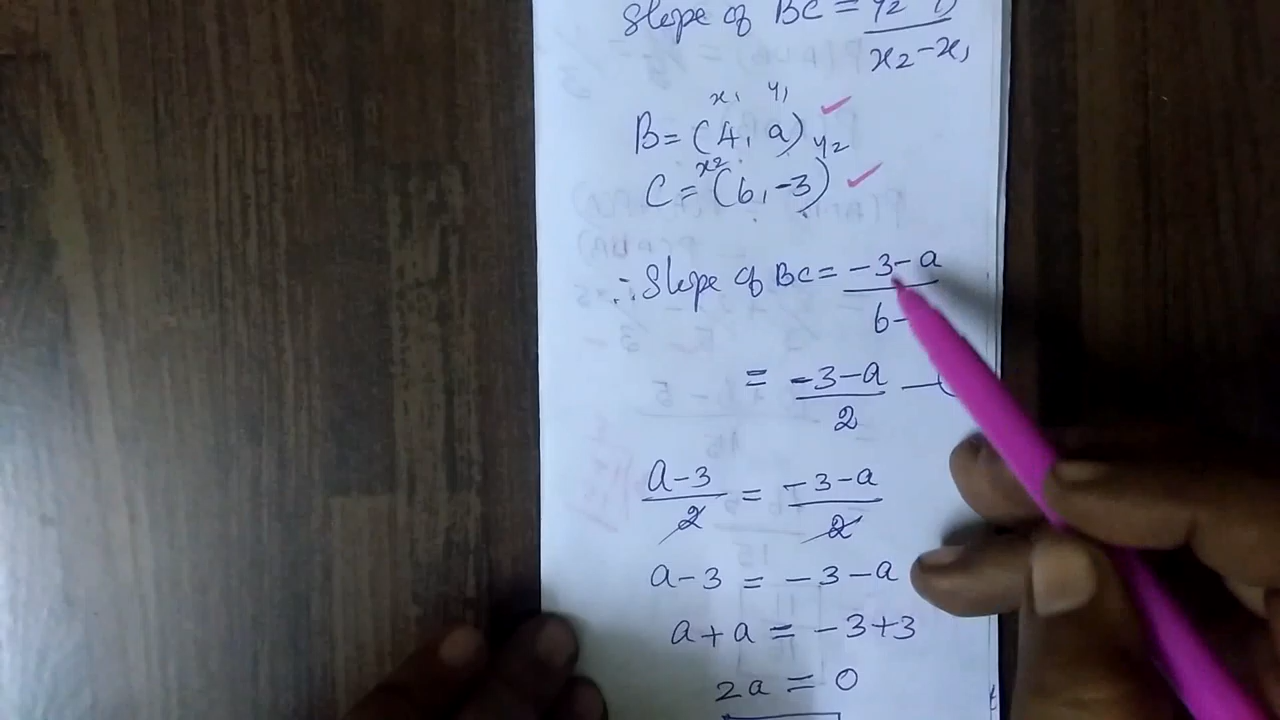 Slope of BC = y2 - y1 / x2 - x1
x1 y1
B = (4, a)
x2 y2
C = (6, -3)
∴ Slope of BC = -3-a / 6-
= -3-a / 2 —
a-3 / 2 = -3-a / 2
a-3 = -3-a
a+a = -3+3
2a = 0